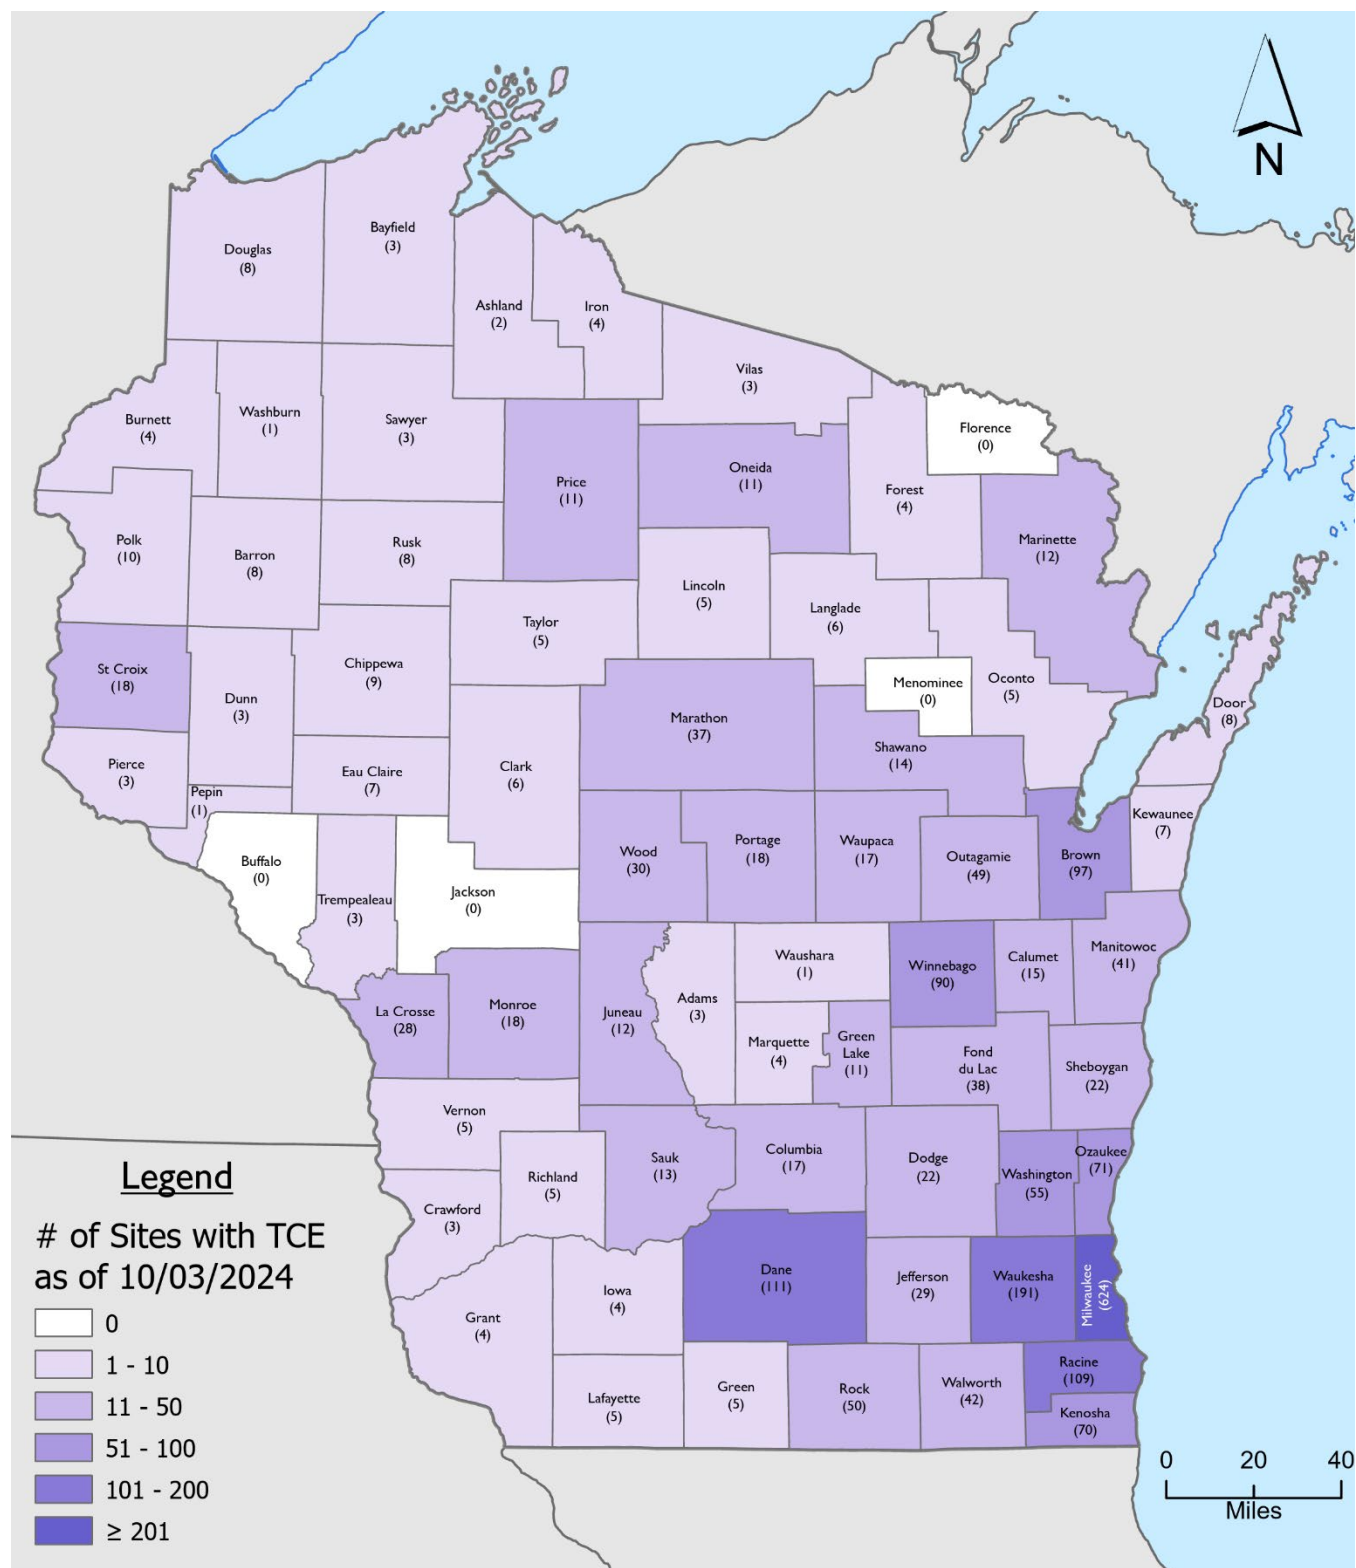 N
Douglas
(8)
Bayfield
(3)
Ashland
(2)
Iron
(4)
Vilas
(3)
Burnett
(4)
Washburn
(1)
Sawyer
(3)
Price
(11)
Oneida
(11)
Forest
(4)
Florence
(0)
Marinette
(12)
Polk
(10)
Barron
(8)
Rusk
(8)
Taylor
(5)
Lincoln
(5)
Langlade
(6)
St Croix
(18)
Dunn
(3)
Chippewa
(9)
Marathon
(37)
Menominee
(0)
Oconto
(5)
Door
(8)
Pierce
(3)
Pepin
(1)
Eau Claire
(7)
Clark
(6)
Shawano
(14)
Buffalo
(0)
Trempealeau
(3)
Jackson
(0)
Wood
(30)
Portage
(18)
Waupaca
(17)
Outagamie
(49)
Brown
(97)
Kewaunee
(7)
La Crosse
(28)
Monroe
(18)
Juneau
(12)
Adams
(3)
Waushara
(1)
Marquette
(4)
Green
Lake
(11)
Winnebago
(90)
Calumet
(15)
Manitowoc
(41)
Fond
du Lac
(38)
Sheboygan
(22)
Vernon
(5)
Richland
(5)
Sauk
(13)
Columbia
(17)
Dodge
(22)
Washington
(55)
Ozaukee
(71)
Crawford
(3)
Grant
(4)
Iowa
(4)
Dane
(111)
Jefferson
(29)
Waukesha
(191)
Milwaukee
(624)
Lafayette
(5)
Green
(5)
Rock
(50)
Walworth
(42)
Racine
(109)
Kenosha
(70)
Legend
# of Sites with TCE
as of 10/03/2024
0
1 - 10
11 - 50
51 - 100
101 - 200
≥ 201
0 20 40
Miles